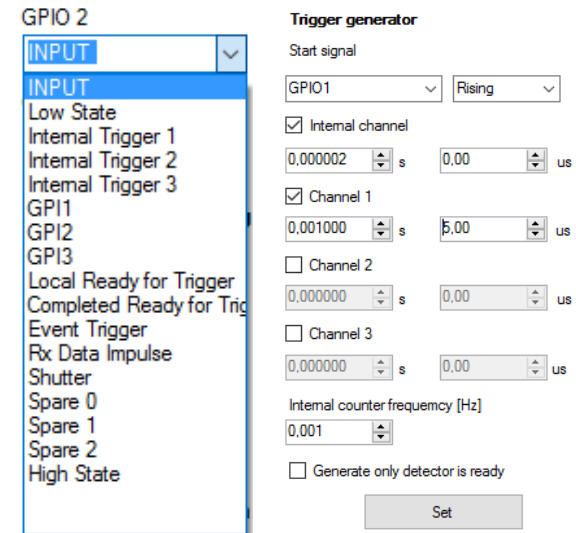 GPIO 2
INPUT
INPUT
Low State
Internal Trigger 1
Internal Trigger 2
Internal Trigger 3
GPI1
GPI2
GPI3
Local Ready for Trigger
Completed Ready for Trig
Event Trigger
Rx Data Impulse
Shutter
Spare 0
Spare 1
Spare 2
High State
Trigger generator
Start signal
GPIO1 Rising
Internal channel
0,000002 s 0,00 us
Channel 1
0,001000 s 5,00 us
Channel 2
0,000000 s 0,00 us
Channel 3
0,000000 s 0,00 us
Internal counter frequemcy [Hz]
0,001
Generate only detector is ready
Set